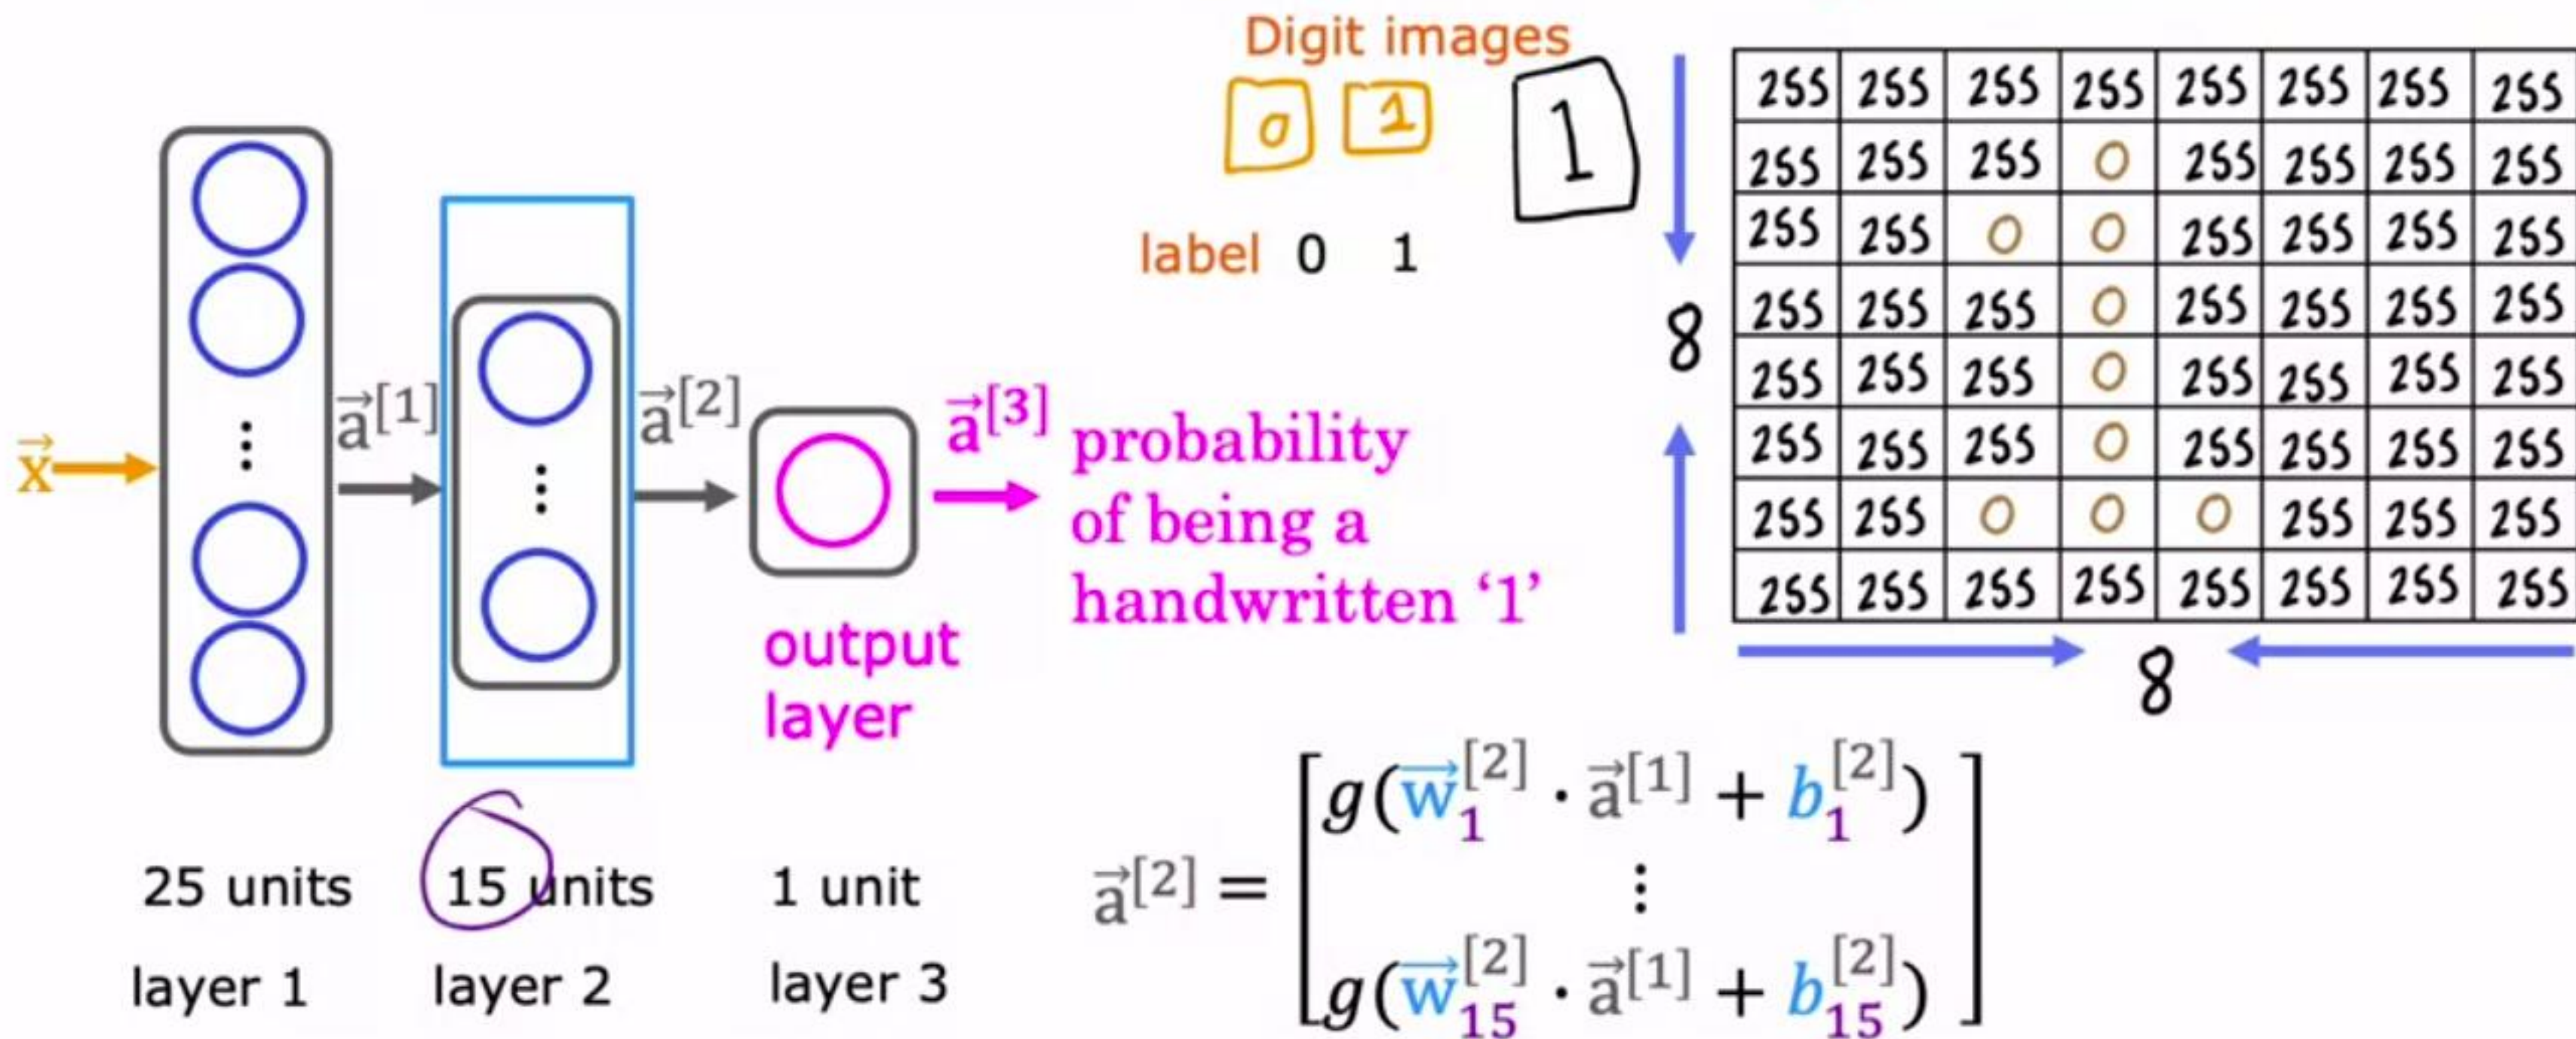 Digit images
0 1 1
label 0 1
x⃗
a⃗[1]
a⃗[2]
a⃗[3]
probability
of being a
handwritten ‘1’
output
layer
25 units 15 units 1 unit
layer 1 layer 2 layer 3
255 255 255 255 255 255 255 255
255 255 255 0 255 255 255 255
255 255 0 0 255 255 255 255
255 255 255 0 255 255 255 255
255 255 255 0 255 255 255 255
255 255 255 0 255 255 255 255
255 255 0 0 0 255 255 255
255 255 255 255 255 255 255 255
8
8
g(w⃗₁[2] · a⃗[1] + b₁[2])
a⃗[2] = ⋮
g(w⃗₁₅[2] · a⃗[1] + b₁₅[2])